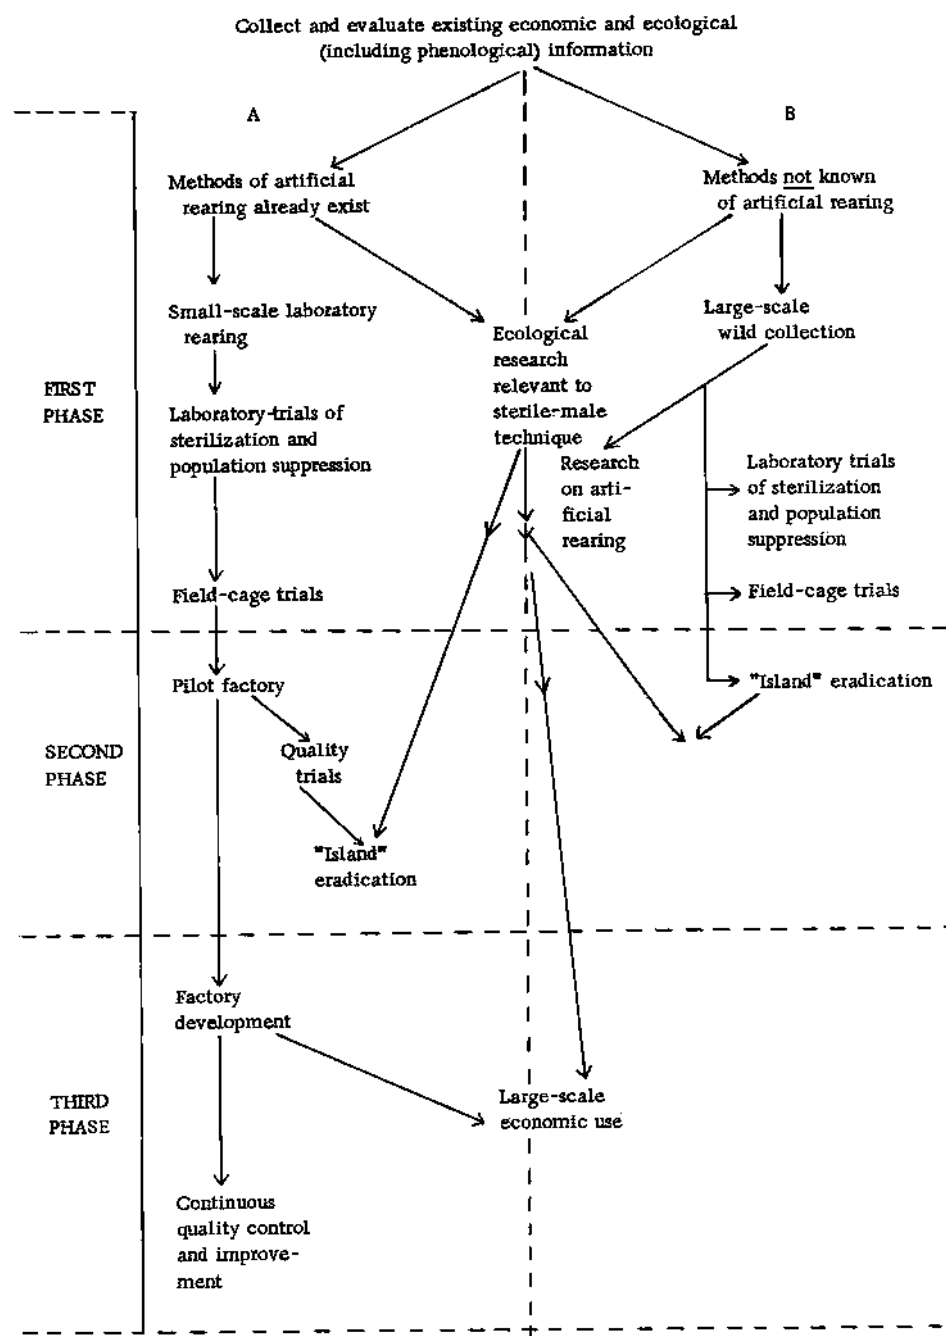 Collect and evaluate existing economic and ecological
(including phenological) information
A
B
Methods of artificial
rearing already exist
Methods not known
of artificial rearing
Small-scale laboratory
rearing
Large-scale
wild collection
Ecological
research
relevant to
sterile-male
technique
FIRST
PHASE
Laboratory-trials of
sterilization and
population suppression
Research
on arti-
ficial
rearing
Laboratory trials
of sterilization
and population
suppression
Field-cage trials
Field-cage trials
Pilot factory
"Island" eradication
SECOND
PHASE
Quality
trials
"Island"
eradication
Factory
development
THIRD
PHASE
Large-scale
economic use
Continuous
quality control
and improve-
ment